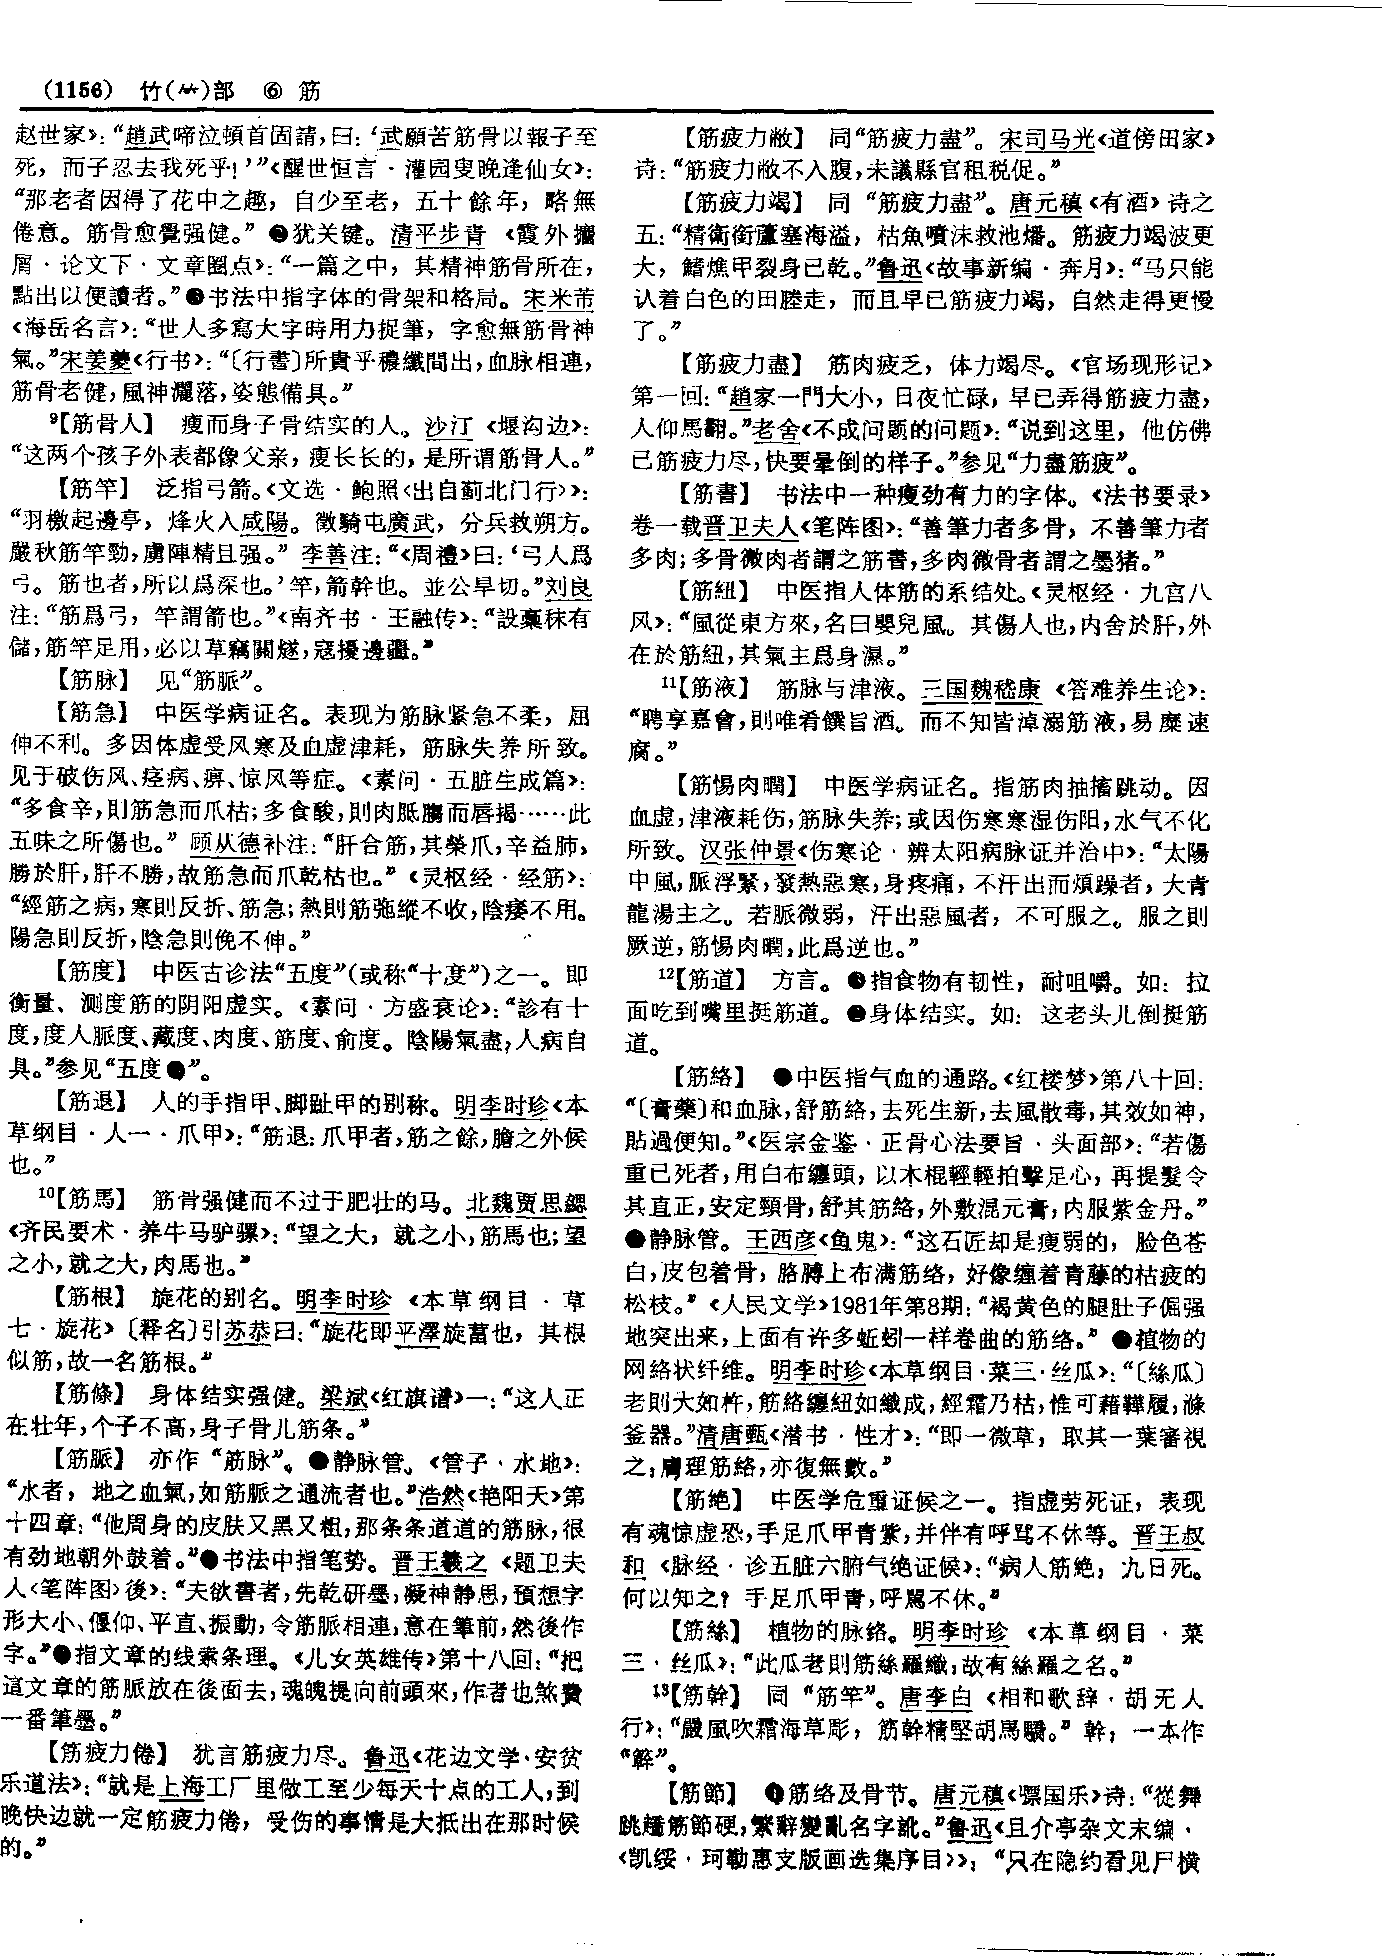 (1156) 竹(⺮)部 ⑥ 筋
赵世家》：“趙武啼泣頓首固請，曰：‘武願苦筋骨以報子至
死，而子忍去我死乎！’”《醒世恒言·灌园叟晚逢仙女》：
“那老者因得了花中之趣，自少至老，五十餘年，略無
倦意。筋骨愈覺强健。”❷犹关键。清平步青《霞外攟
屑·论文下·文章圈点》：“一篇之中，其精神筋骨所在，
點出以便讀者。”❸书法中指字体的骨架和格局。宋米芾
《海岳名言》：“世人多寫大字時用力捉筆，字愈無筋骨神
氣。”宋姜夔《行书》：“〔行書〕所貴乎穠纖間出，血脉相連，
筋骨老健，風神灑落，姿態備具。”
9【筋骨人】 瘦而身子骨结实的人。沙汀《堰沟边》：
“这两个孩子外表都像父亲，瘦长长的，是所谓筋骨人。”
【筋竿】 泛指弓箭。《文选·鲍照〈出自蓟北门行〉》：
“羽檄起邊亭，烽火入咸陽。徵騎屯廣武，分兵救朔方。
嚴秋筋竿勁，虜陣精且强。”李善注：“《周禮》曰：‘弓人爲
弓。筋也者，所以爲深也。’竿，箭幹也。並公旱切。”刘良
注：“筋爲弓，竿謂箭也。”《南齐书·王融传》：“設稾秣有
儲，筋竿足用，必以草竊關燧，寇擾邊疆。”
【筋脉】 见“筋脈”。
【筋急】 中医学病证名。表现为筋脉紧急不柔，屈
伸不利。多因体虚受风寒及血虚津耗，筋脉失养所致。
见于破伤风、痉病、痹、惊风等症。《素问·五脏生成篇》：
“多食辛，則筋急而爪枯；多食酸，則肉胝䐢而唇揭……此
五味之所傷也。”顾从德补注：“肝合筋，其榮爪，辛益肺，
勝於肝，肝不勝，故筋急而爪乾枯也。”《灵枢经·经筋》：
“經筋之病，寒則反折、筋急；熱則筋弛縱不收，陰痿不用。
陽急則反折，陰急則俛不伸。”
【筋度】 中医古诊法“五度”（或称“十度”）之一。即
衡量、测度筋的阴阳虚实。《素问·方盛衰论》：“診有十
度，度人脈度、藏度、肉度、筋度、俞度。陰陽氣盡，人病自
具。”参见“五度”。
【筋退】 人的手指甲、脚趾甲的别称。明李时珍《本
草纲目·人一·爪甲》：“筋退：爪甲者，筋之餘，膽之外候
也。”
10【筋馬】 筋骨强健而不过于肥壮的马。北魏贾思勰
《齐民要术·养牛马驴骡》：“望之大，就之小，筋馬也；望
之小，就之大，肉馬也。”
【筋根】 旋花的别名。明李时珍《本草纲目·草
七·旋花》〔释名〕引苏恭曰：“旋花即平澤旋葍也，其根
似筋，故一名筋根。”
【筋條】 身体结实强健。梁斌《红旗谱》一：“这人正
在壮年，个子不高，身子骨儿筋条。”
【筋脈】 亦作“筋脉”。❶静脉管。《管子·水地》：
“水者，地之血氣，如筋脈之通流者也。”浩然《艳阳天》第
十四章：“他周身的皮肤又黑又粗，那条条道道的筋脉，很
有劲地朝外鼓着。”❷书法中指笔势。晋王羲之《题卫夫
人〈笔阵图〉後》：“夫欲書者，先乾研墨，凝神静思，預想字
形大小、偃仰、平直、振動，令筋脈相連，意在筆前，然後作
字。”❸指文章的线索条理。《儿女英雄传》第十八回：“把
這文章的筋脈放在後面去，魂魄提向前頭來，作者也煞費
一番筆墨。”
【筋疲力倦】 犹言筋疲力尽。鲁迅《花边文学·安贫
乐道法》：“就是上海工厂里做工至少每天十点的工人，到
晚快边就一定筋疲力倦，受伤的事情是大抵出在那时候
的。”
【筋疲力敝】 同“筋疲力盡”。宋司马光《道傍田家》
诗：“筋疲力敝不入腹，未議縣官租税促。”
【筋疲力竭】 同“筋疲力盡”。唐元稹《有酒》诗之
五：“精衛銜蘆塞海溢，枯魚噴沫救池燔。筋疲力竭波更
大，鰭燋甲裂身已乾。”鲁迅《故事新编·奔月》：“马只能
认着白色的田塍走，而且早已筋疲力竭，自然走得更慢
了。”
【筋疲力盡】 筋肉疲乏，体力竭尽。《官场现形记》
第一回：“趙家一門大小，日夜忙碌，早已弄得筋疲力盡，
人仰馬翻。”老舍《不成问题的问题》：“说到这里，他仿佛
已筋疲力尽，快要晕倒的样子。”参见“力盡筋疲”。
【筋書】 书法中一种瘦劲有力的字体。《法书要录》
卷一载晋卫夫人《笔阵图》：“善筆力者多骨，不善筆力者
多肉；多骨微肉者謂之筋書，多肉微骨者謂之墨猪。”
【筋紐】 中医指人体筋的系结处。《灵枢经·九宫八
风》：“風從東方來，名曰嬰兒風。其傷人也，内舍於肝，外
在於筋紐，其氣主爲身濕。”
11【筋液】 筋脉与津液。三国魏嵇康《答难养生论》：
“聘享嘉會，則唯肴饌旨酒。而不知皆淖溺筋液，易糜速
腐。”
【筋惕肉瞤】 中医学病证名。指筋肉抽搐跳动。因
血虚，津液耗伤，筋脉失养；或因伤寒寒湿伤阳，水气不化
所致。汉张仲景《伤寒论·辨太阳病脉证并治中》：“太陽
中風，脈浮緊，發熱惡寒，身疼痛，不汗出而煩躁者，大青
龍湯主之。若脈微弱，汗出惡風者，不可服之。服之則
厥逆，筋惕肉瞤，此爲逆也。”
12【筋道】 方言。❶指食物有韧性，耐咀嚼。如：拉
面吃到嘴里挺筋道。❷身体结实。如：这老头儿倒挺筋
道。
【筋絡】 ❶中医指气血的通路。《红楼梦》第八十回：
“〔膏藥〕和血脉，舒筋絡，去死生新，去風散毒，其效如神，
貼過便知。”《医宗金鉴·正骨心法要旨·头面部》：“若傷
重已死者，用白布纏頭，以木棍輕輕拍擊足心，再提髮令
其直正，安定頸骨，舒其筋絡，外敷混元膏，内服紫金丹。”
❷静脉管。王西彦《鱼鬼》：“这石匠却是瘦弱的，脸色苍
白，皮包着骨，胳膊上布满筋络，好像缠着青藤的枯疲的
松枝。”《人民文学》1981年第8期：“褐黄色的腿肚子倔强
地突出来，上面有许多蚯蚓一样卷曲的筋络。”❸植物的
网络状纤维。明李时珍《本草纲目·菜三·丝瓜》：“〔絲瓜〕
老則大如杵，筋絡纏紐如織成，經霜乃枯，惟可藉鞾履，滌
釜器。”清唐甄《潜书·性才》：“即一微草，取其一葉審視
之，膚理筋絡，亦復無數。”
【筋絶】 中医学危重证候之一。指虚劳死证，表现
有魂惊虚恐，手足爪甲青紫，并伴有呼骂不休等。晋王叔
和《脉经·诊五脏六腑气绝证候》：“病人筋絶，九日死。
何以知之？手足爪甲青，呼駡不休。”
【筋絲】 植物的脉络。明李时珍《本草纲目·菜
三·丝瓜》：“此瓜老則筋絲羅織，故有絲羅之名。”
13【筋幹】 同“筋竿”。唐李白《相和歌辞·胡无人
行》：“嚴風吹霜海草彫，筋幹精堅胡馬驕。”幹，一本作
“簳”。
【筋節】 ❶筋络及骨节。唐元稹《骠国乐》诗：“從舞
跳趫筋節硬，繁辭變亂名字訛。”鲁迅《且介亭杂文末编·
〈凯绥·珂勒惠支版画选集序目〉》：“只在隐约看见尸横